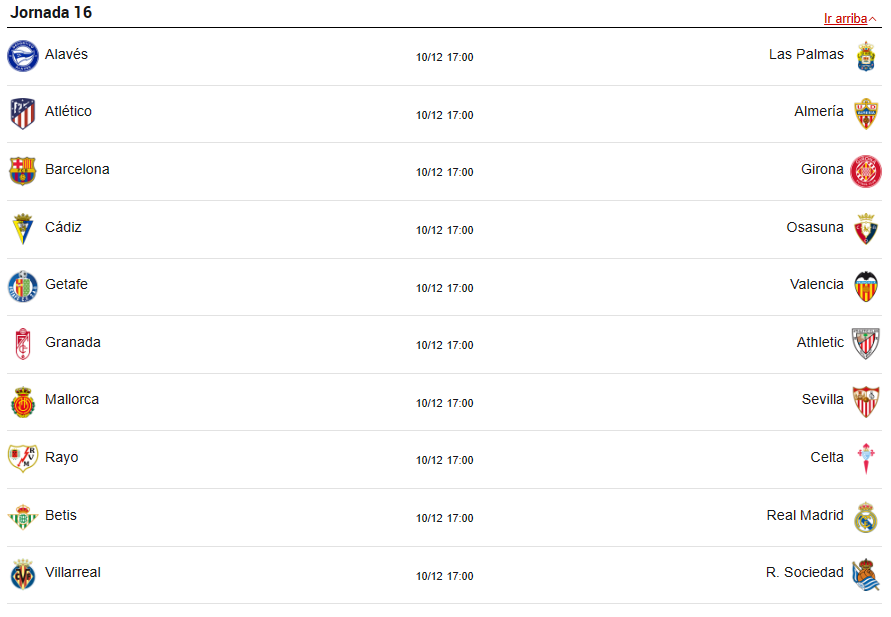 Jornada 16
Ir arriba
Alavés 10/12 17:00 Las Palmas
Atlético 10/12 17:00 Almería
Barcelona 10/12 17:00 Girona
Cádiz 10/12 17:00 Osasuna
Getafe 10/12 17:00 Valencia
Granada 10/12 17:00 Athletic
Mallorca 10/12 17:00 Sevilla
Rayo 10/12 17:00 Celta
Betis 10/12 17:00 Real Madrid
Villarreal 10/12 17:00 R. Sociedad